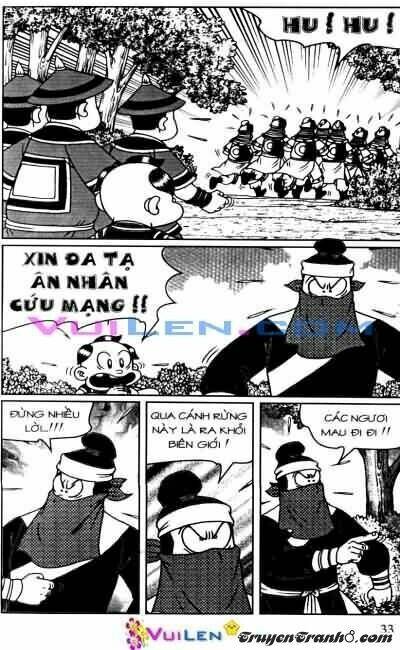 HU! HU!
XIN ĐA TẠ
ÂN NHÂN
CỨU MẠNG!!
VuiLen.com
ĐỪNG NHIỀU
LỜI...!!!
QUA CÁNH RỪNG
NÀY LÀ RA KHỎI
BIÊN GIỚI!
CÁC NGƯƠI
MAU ĐI ĐI!!
33
VuiLen
TruyenTranh8.com